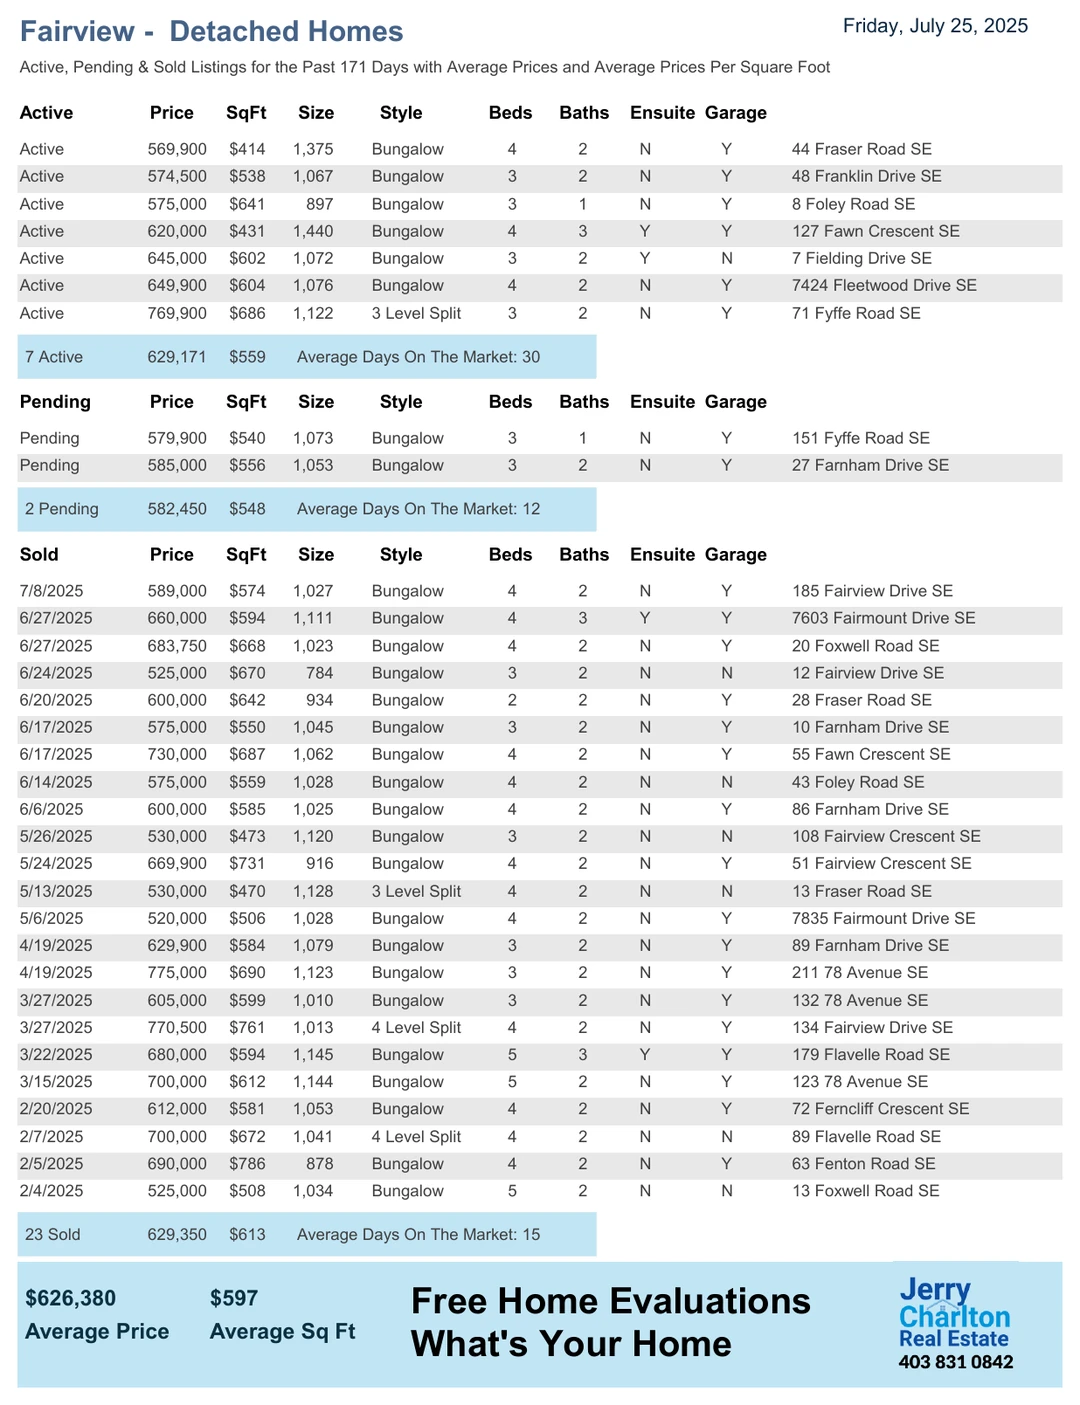 Fairview - Detached Homes
Friday, July 25, 2025
Active, Pending & Sold Listings for the Past 171 Days with Average Prices and Average Prices Per Square Foot
Active Price SqFt Size Style Beds Baths Ensuite Garage
Active 569,900 $414 1,375 Bungalow 4 2 N Y 44 Fraser Road SE
Active 574,500 $538 1,067 Bungalow 3 2 N Y 48 Franklin Drive SE
Active 575,000 $641 897 Bungalow 3 1 N Y 8 Foley Road SE
Active 620,000 $431 1,440 Bungalow 4 3 Y Y 127 Fawn Crescent SE
Active 645,000 $602 1,072 Bungalow 3 2 Y N 7 Fielding Drive SE
Active 649,900 $604 1,076 Bungalow 4 2 N Y 7424 Fleetwood Drive SE
Active 769,900 $686 1,122 3 Level Split 3 2 N Y 71 Fyffe Road SE
7 Active 629,171 $559 Average Days On The Market: 30
Pending Price SqFt Size Style Beds Baths Ensuite Garage
Pending 579,900 $540 1,073 Bungalow 3 1 N Y 151 Fyffe Road SE
Pending 585,000 $556 1,053 Bungalow 3 2 N Y 27 Farnham Drive SE
2 Pending 582,450 $548 Average Days On The Market: 12
Sold Price SqFt Size Style Beds Baths Ensuite Garage
7/8/2025 589,000 $574 1,027 Bungalow 4 2 N Y 185 Fairview Drive SE
6/27/2025 660,000 $594 1,111 Bungalow 4 3 Y Y 7603 Fairmount Drive SE
6/27/2025 683,750 $668 1,023 Bungalow 4 2 N Y 20 Foxwell Road SE
6/24/2025 525,000 $670 784 Bungalow 3 2 N N 12 Fairview Drive SE
6/20/2025 600,000 $642 934 Bungalow 2 2 N Y 28 Fraser Road SE
6/17/2025 575,000 $550 1,045 Bungalow 3 2 N Y 10 Farnham Drive SE
6/17/2025 730,000 $687 1,062 Bungalow 4 2 N Y 55 Fawn Crescent SE
6/14/2025 575,000 $559 1,028 Bungalow 4 2 N N 43 Foley Road SE
6/6/2025 600,000 $585 1,025 Bungalow 4 2 N Y 86 Farnham Drive SE
5/26/2025 530,000 $473 1,120 Bungalow 3 2 N N 108 Fairview Crescent SE
5/24/2025 669,900 $731 916 Bungalow 4 2 N Y 51 Fairview Crescent SE
5/13/2025 530,000 $470 1,128 3 Level Split 4 2 N N 13 Fraser Road SE
5/6/2025 520,000 $506 1,028 Bungalow 4 2 N Y 7835 Fairmount Drive SE
4/19/2025 629,900 $584 1,079 Bungalow 3 2 N Y 89 Farnham Drive SE
4/19/2025 775,000 $690 1,123 Bungalow 3 2 N Y 211 78 Avenue SE
3/27/2025 605,000 $599 1,010 Bungalow 3 2 N Y 132 78 Avenue SE
3/27/2025 770,500 $761 1,013 4 Level Split 4 2 N Y 134 Fairview Drive SE
3/22/2025 680,000 $594 1,145 Bungalow 5 3 Y Y 179 Flavelle Road SE
3/15/2025 700,000 $612 1,144 Bungalow 5 2 N Y 123 78 Avenue SE
2/20/2025 612,000 $581 1,053 Bungalow 4 2 N Y 72 Ferncliff Crescent SE
2/7/2025 700,000 $672 1,041 4 Level Split 4 2 N N 89 Flavelle Road SE
2/5/2025 690,000 $786 878 Bungalow 4 2 N Y 63 Fenton Road SE
2/4/2025 525,000 $508 1,034 Bungalow 5 2 N N 13 Foxwell Road SE
23 Sold 629,350 $613 Average Days On The Market: 15
$626,380 $597
Average Price Average Sq Ft
Free Home Evaluations
What's Your Home
Jerry
Charlton
Real Estate
403 831 0842